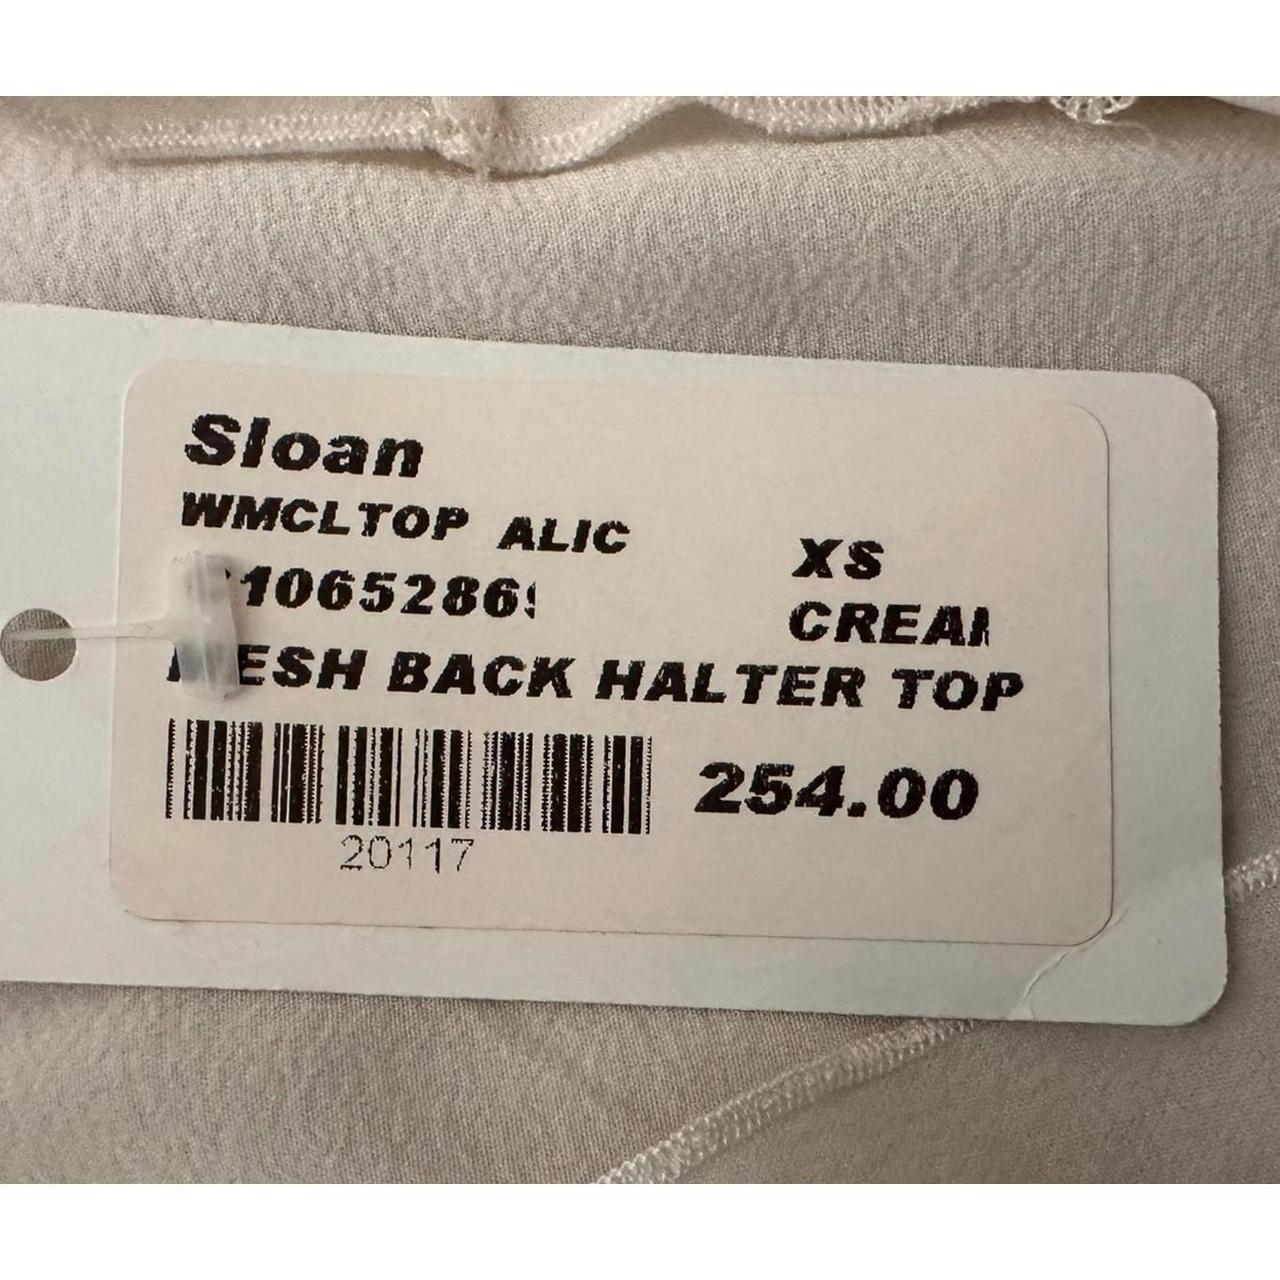 Sloan
WMCLTOP ALIC
XS
CREA
ESH BACK HALTER TOP
254.00
20117